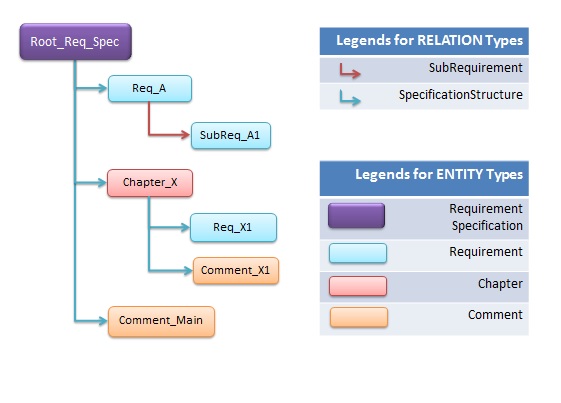 Root_Req_Spec
Req_A
SubReq_A1
Chapter_X
Req_X1
Comment_X1
Comment_Main
Legends for RELATION Types
SubRequirement
SpecificationStructure
Legends for ENTITY Types
Requirement
Specification
Requirement
Chapter
Comment